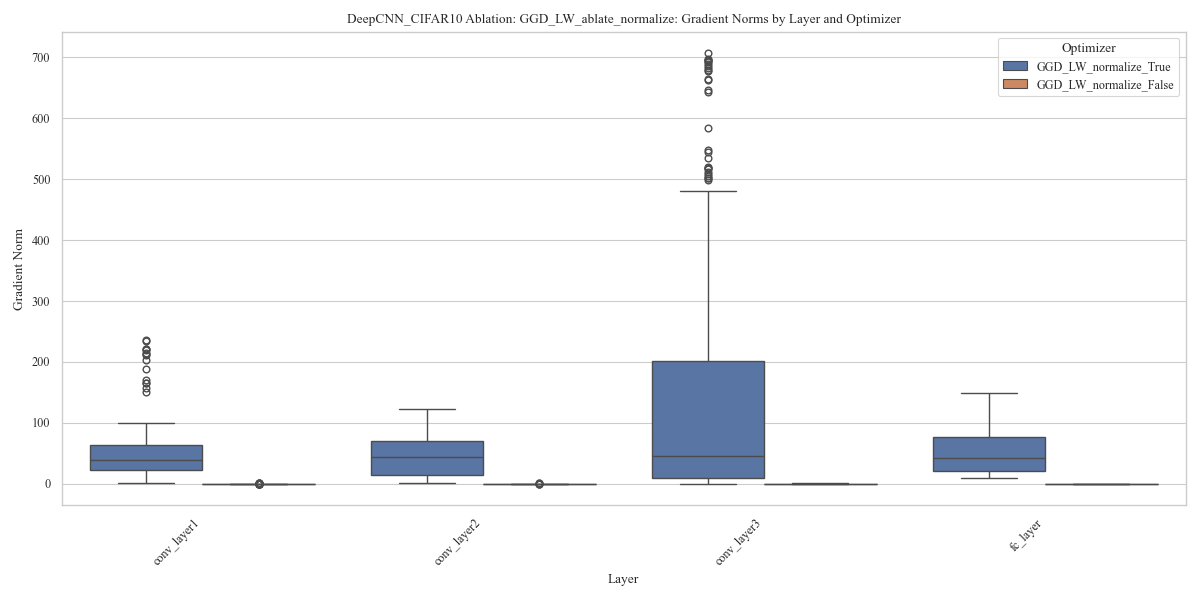 DeepCNN_CIFAR10 Ablation: GGD_LW_ablate_normalize: Gradient Norms by Layer and Optimizer
Optimizer
GGD_LW_normalize_True
GGD_LW_normalize_False
Gradient Norm
700
600
500
400
300
200
100
0
conv_layer1
conv_layer2
conv_layer3
fc_layer
Layer